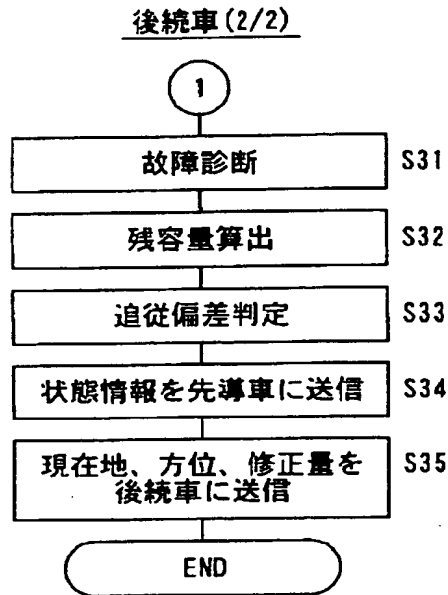 後続車(2/2)
1
故障診断 S31
残容量算出 S32
追従偏差判定 S33
状態情報を先導車に送信 S34
現在地、方位、修正量を S35
後続車に送信
END